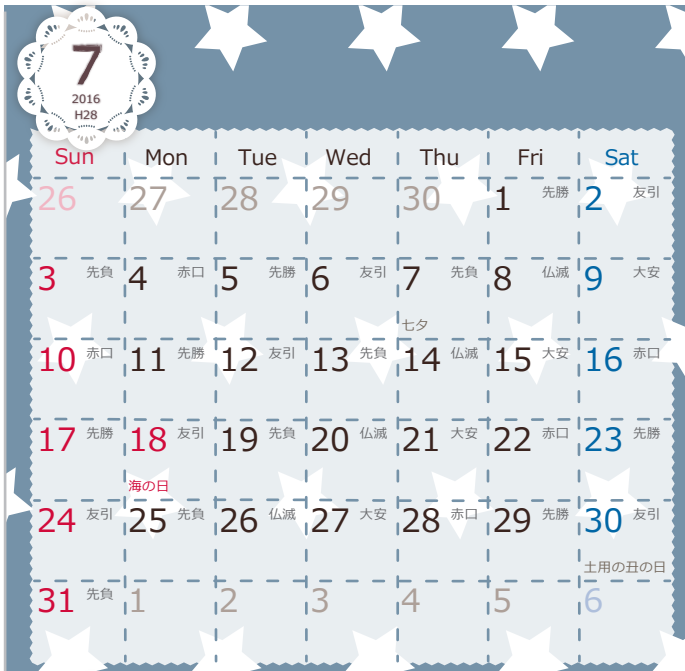 7
2016
H28
Sun Mon Tue Wed Thu Fri Sat
26 27 28 29 30 1 先勝 2 友引
3 先負 4 赤口 5 先勝 6 友引 7 先負 8 仏滅 9 大安
七夕
10 赤口 11 先勝 12 友引 13 先負 14 仏滅 15 大安 16 赤口
17 先勝 18 友引 19 先負 20 仏滅 21 大安 22 赤口 23 先勝
海の日
24 友引 25 先負 26 仏滅 27 大安 28 赤口 29 先勝 30 友引
土用の丑の日
31 先負 1 2 3 4 5 6